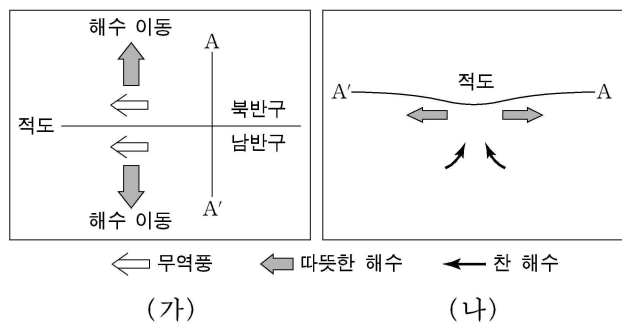 해수 이동
A
적도
북반구
남반구
A′
해수 이동
적도
A′
A
무역풍
따뜻한 해수
찬 해수
(가)
(나)